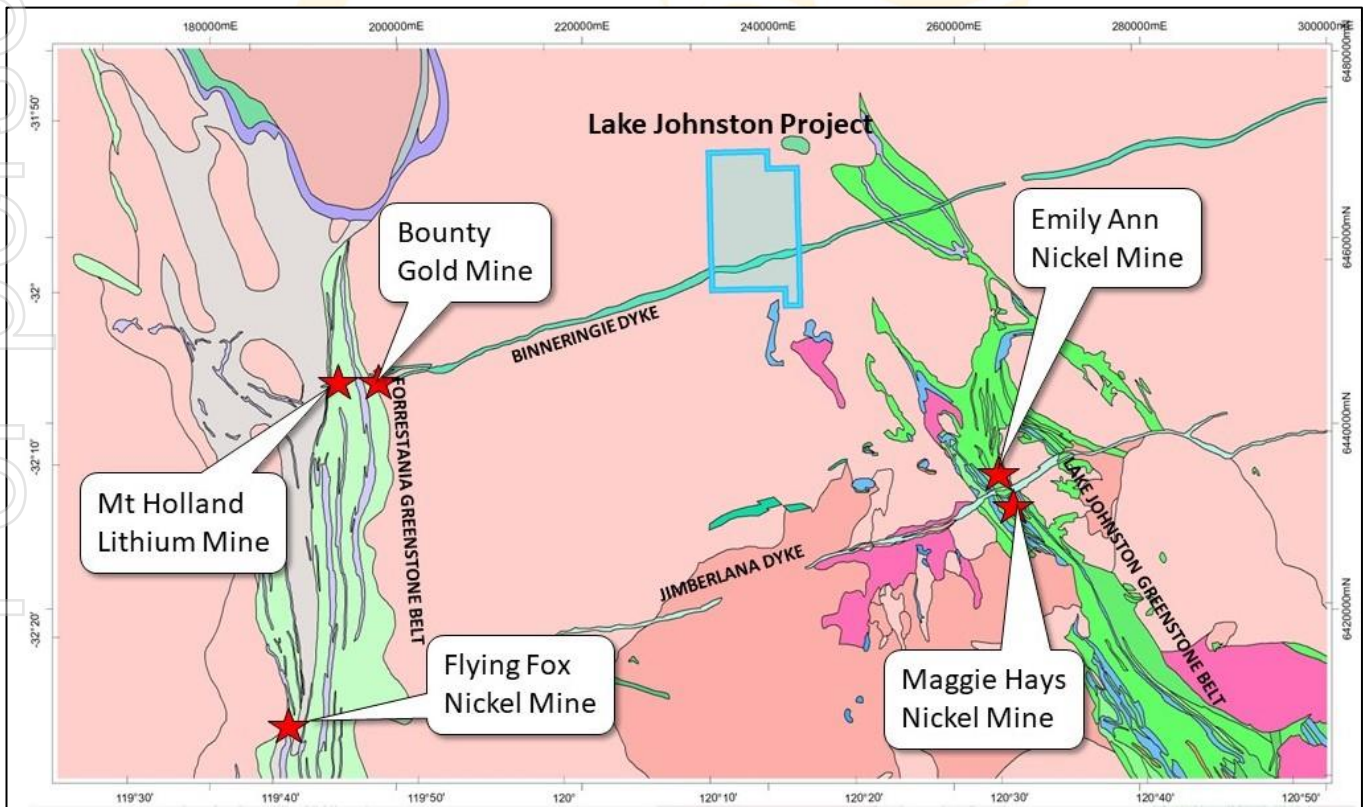 180000mE 200000mE 220000mE 240000mE 260000mE 280000mE 300000mE
6480000mN
-31°50'
Lake Johnston Project
Bounty
Gold Mine
Emily Ann
Nickel Mine
6460000mN
-32°
BINNERINGIE DYKE
FORRESTANIA GREENSTONE BELT
6440000mN
-32°10'
Mt Holland
Lithium Mine
LAKE JOHNSTON GREENSTONE BELT
JIMBERLANA DYKE
6420000mN
-32°20'
Flying Fox
Nickel Mine
Maggie Hays
Nickel Mine
119°30' 119°40' 119°50' 120° 120°10' 120°20' 120°30' 120°40' 120°50'